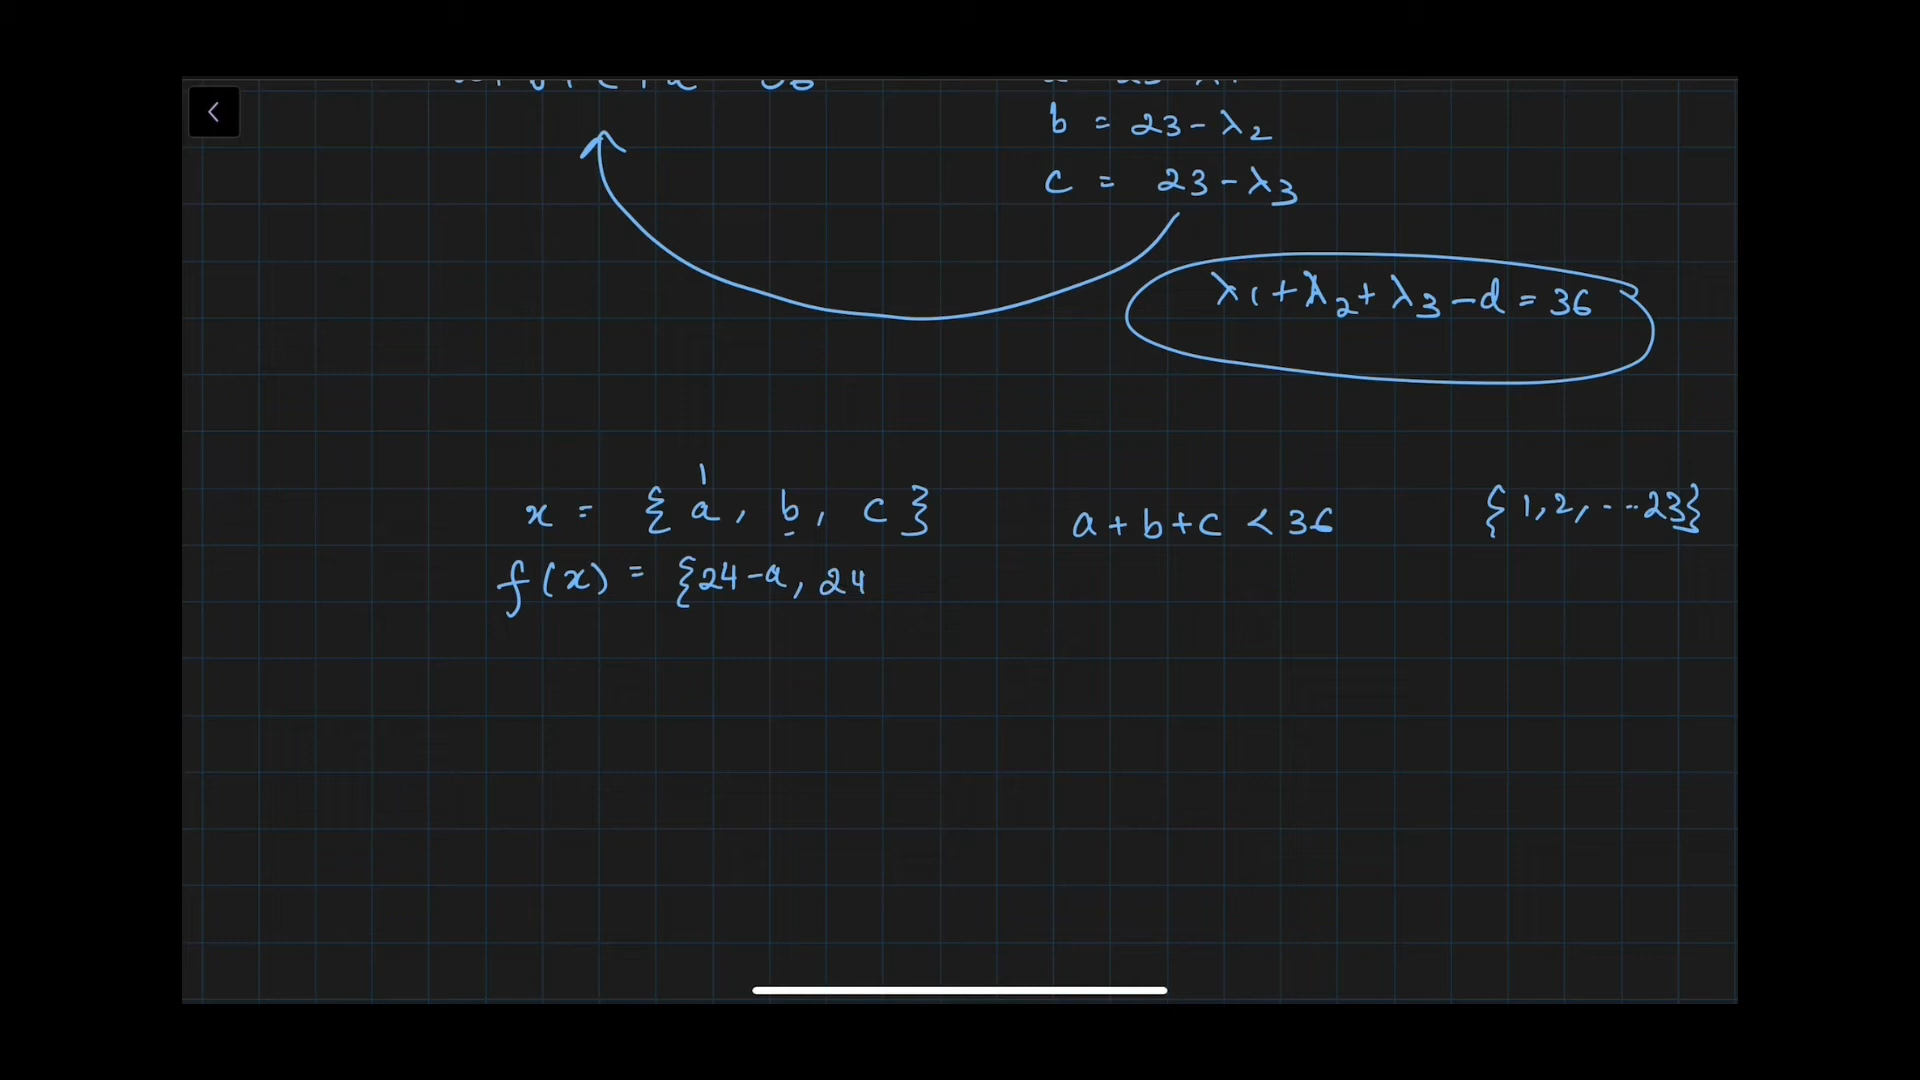 b = 23 - λ2
c = 23 - λ3
λ1 + λ2 + λ3 - d = 36
x = { a, b, c }
a + b + c < 36
{ 1, 2, ... 23 }
f(x) = { 24 - a, 24